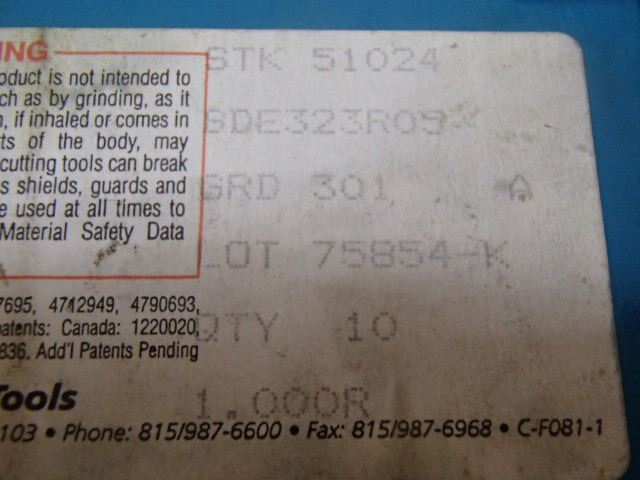 ING
oduct is not intended to
ch as by grinding, as it
n, if inhaled or comes in
ts of the body, may
cutting tools can break
s shields, guards and
e used at all times to
Material Safety Data
7695, 4712949, 4790693,
patents: Canada: 1220020,
836, Add'l Patents Pending
STK 51024
GRD 301 A
LOT 75854-K
QTY 10
1.000R
Tools
103 • Phone: 815/987-6600 • Fax: 815/987-6968 • C-F081-1